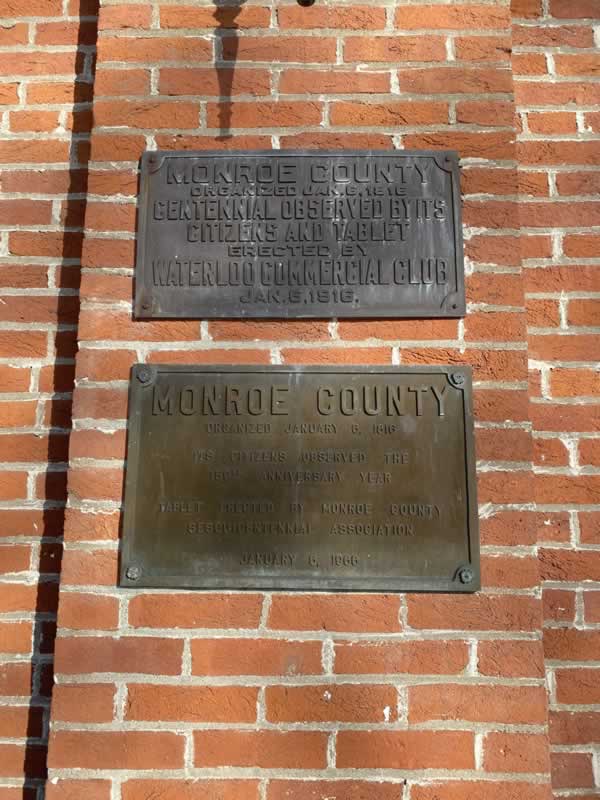 MONROE COUNTY
ORGANIZED JAN.6,1816
CENTENNIAL OBSERVED BY ITS
CITIZENS AND TABLET
ERECTED BY
WATERLOO COMMERCIAL CLUB
JAN.6,1916.
MONROE COUNTY
ORGANIZED JANUARY 6, 1816
ITS CITIZENS OBSERVED THE
150TH ANNIVERSARY YEAR
TABLET ERECTED BY MONROE COUNTY
SESQUICENTENNIAL ASSOCIATION
JANUARY 6, 1966